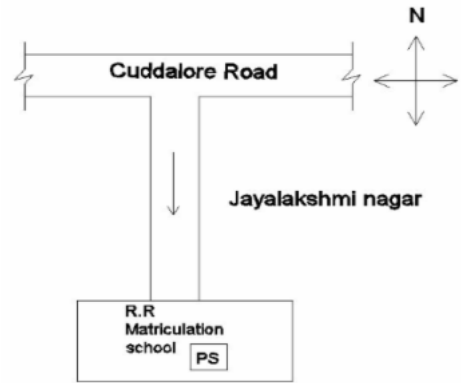 N
Cuddalore Road
Jayalakshmi nagar
R.R
Matriculation
school
PS